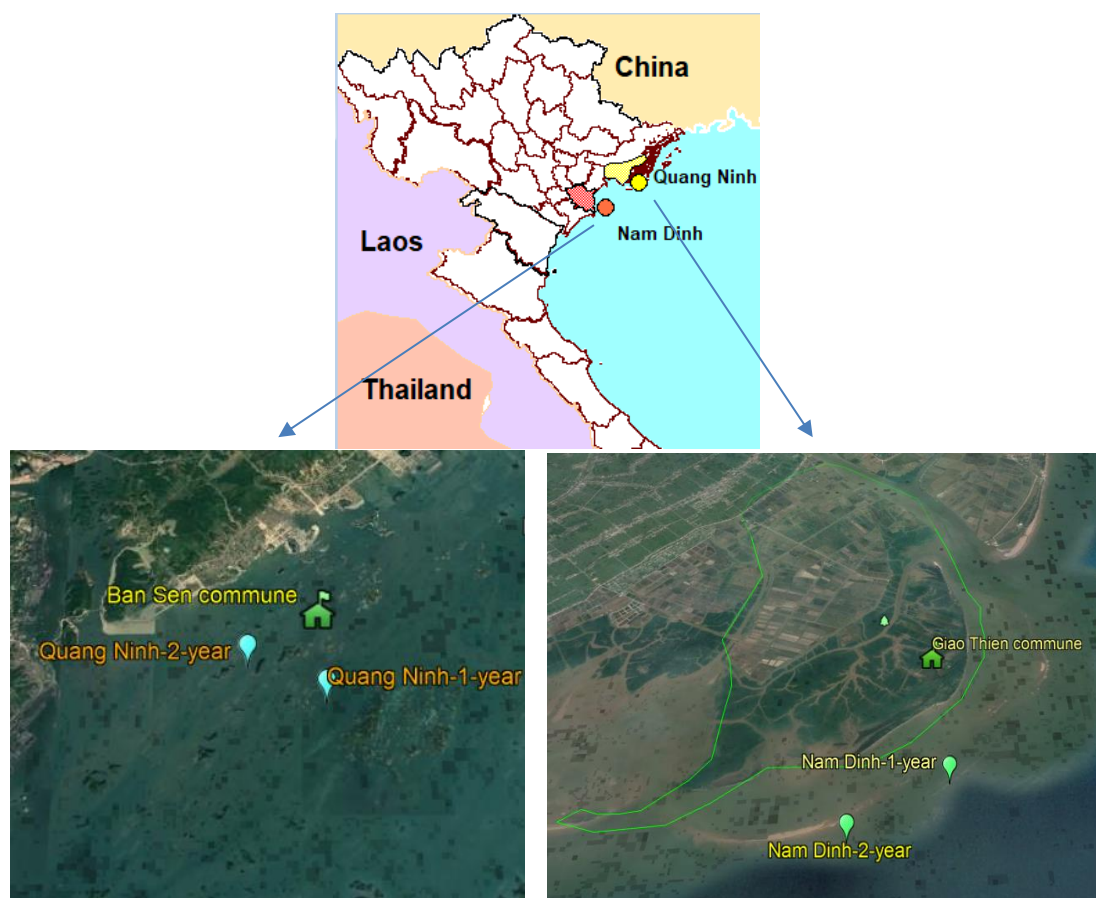 China
Quang Ninh
Nam Dinh
Laos
Thailand
Ban Sen commune
Quang Ninh-2-year
Quang Ninh-1-year
Giao Thien commune
Nam Dinh-1-year
Nam Dinh-2-year